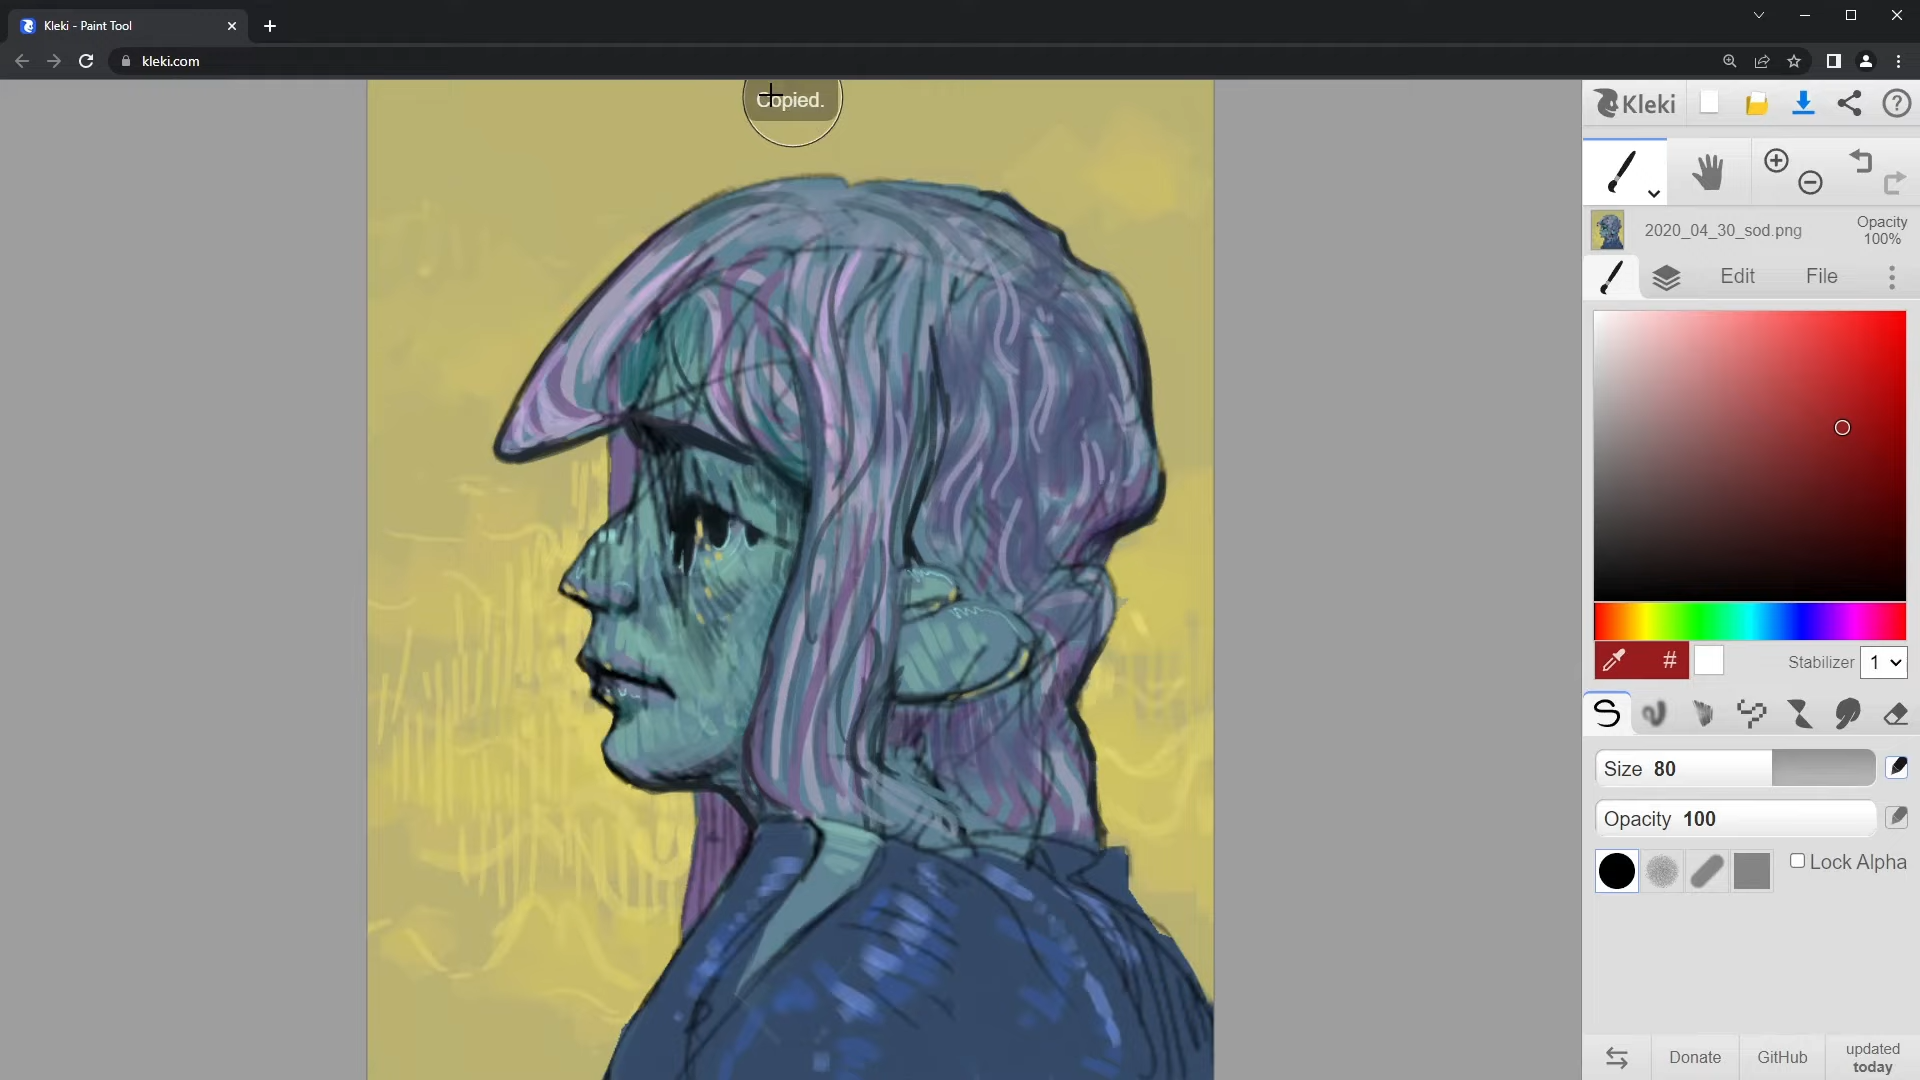 Kleki - Paint Tool
kleki.com
Copied.
Kleki
2020_04_30_sod.png
Opacity
100%
Edit
File
#
Stabilizer 1
Size 80
Opacity 100
Lock Alpha
Donate
GitHub
updated
today